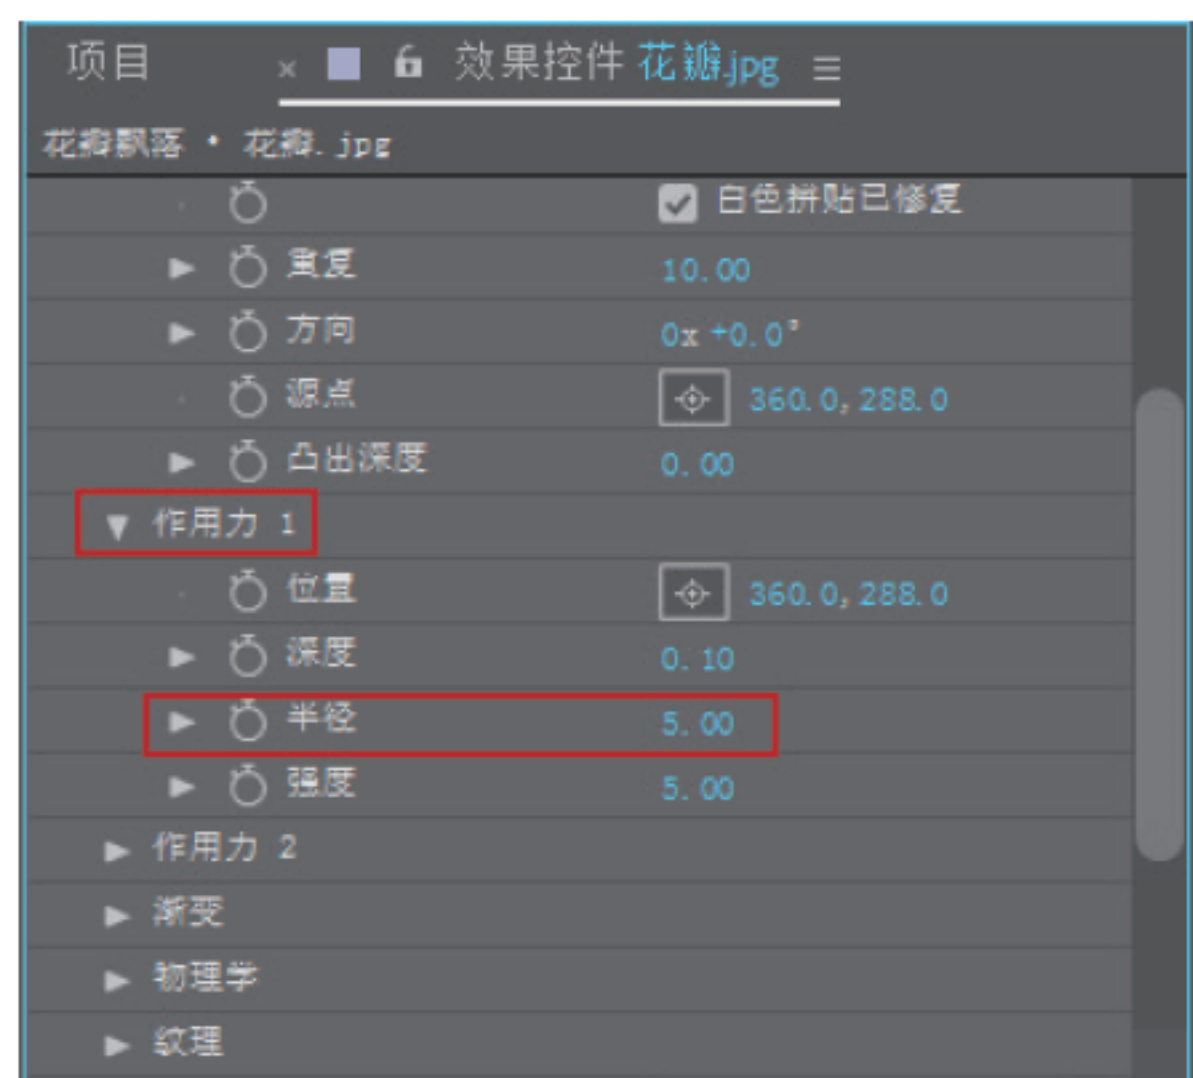 项目 × 效果控件 花瓣.jpg ☰
花瓣飘落 • 花瓣.jpg
白色拼贴已修复
重复 10.00
方向 0x +0.0°
源点 360.0,288.0
凸出深度 0.00
作用力 1
位置 360.0,288.0
深度 0.10
半径 5.00
强度 5.00
作用力 2
渐变
物理学
纹理